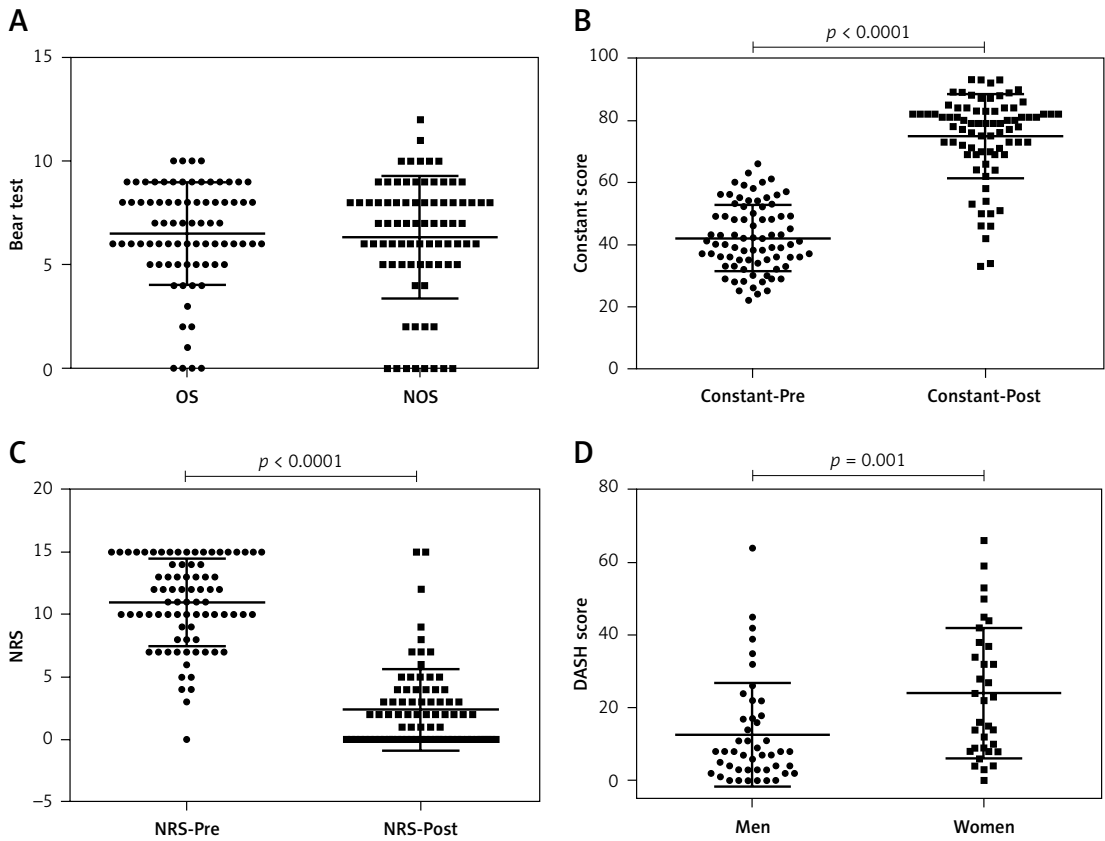 A
15
10
5
0
Bear test
OS NOS
B
p < 0.0001
100
80
60
40
20
0
Constant score
Constant-Pre Constant-Post
C
p < 0.0001
20
15
10
5
0
−5
NRS
NRS-Pre NRS-Post
D
p = 0.001
80
60
40
20
0
DASH score
Men Women